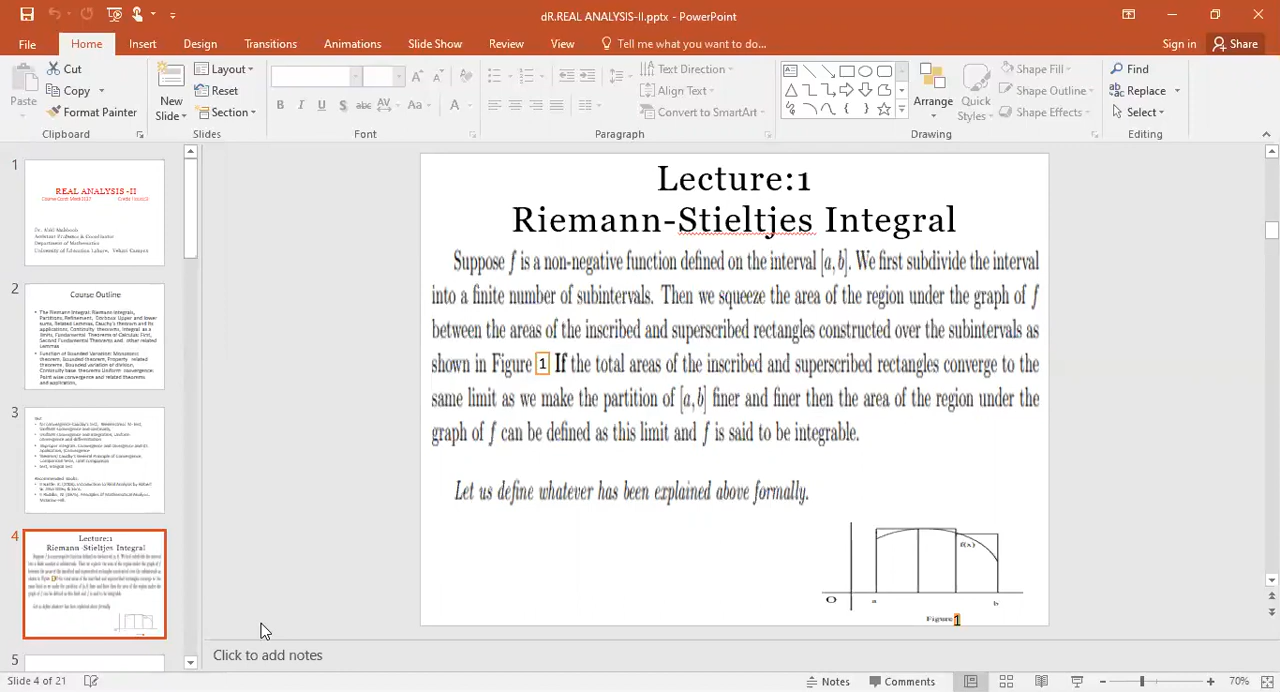 dR.REAL ANALYSIS-II.pptx - PowerPoint
File Home Insert Design Transitions Animations Slide Show Review View Tell me what you want to do... Sign in Share
Paste
Cut
Copy
Format Painter
Clipboard
New
Slide
Layout
Reset
Section
Slides
B I U S abc AV Aa A
Font
Text Direction
Align Text
Convert to SmartArt
Paragraph
Arrange
Quick
Styles
Shape Fill
Shape Outline
Shape Effects
Drawing
Find
Replace
Select
Editing
1
REAL ANALYSIS -II
2
Course Outline
3
4
Lecture:1
Riemann-Stieltjes Integral
5
Lecture:1
Riemann-Stieltjes Integral
Suppose f is a non-negative function defined on the interval [a, b]. We first subdivide the interval
into a finite number of subintervals. Then we squeeze the area of the region under the graph of f
between the areas of the inscribed and superscribed rectangles constructed over the subintervals as
shown in Figure 1 If the total areas of the inscribed and superscribed rectangles converge to the
same limit as we make the partition of [a, b] finer and finer then the area of the region under the
graph of f can be defined as this limit and f is said to be integrable.
Let us define whatever has been explained above formally.
f(x)
O a b
Figure 1
Click to add notes
Slide 4 of 21
Notes Comments 70%